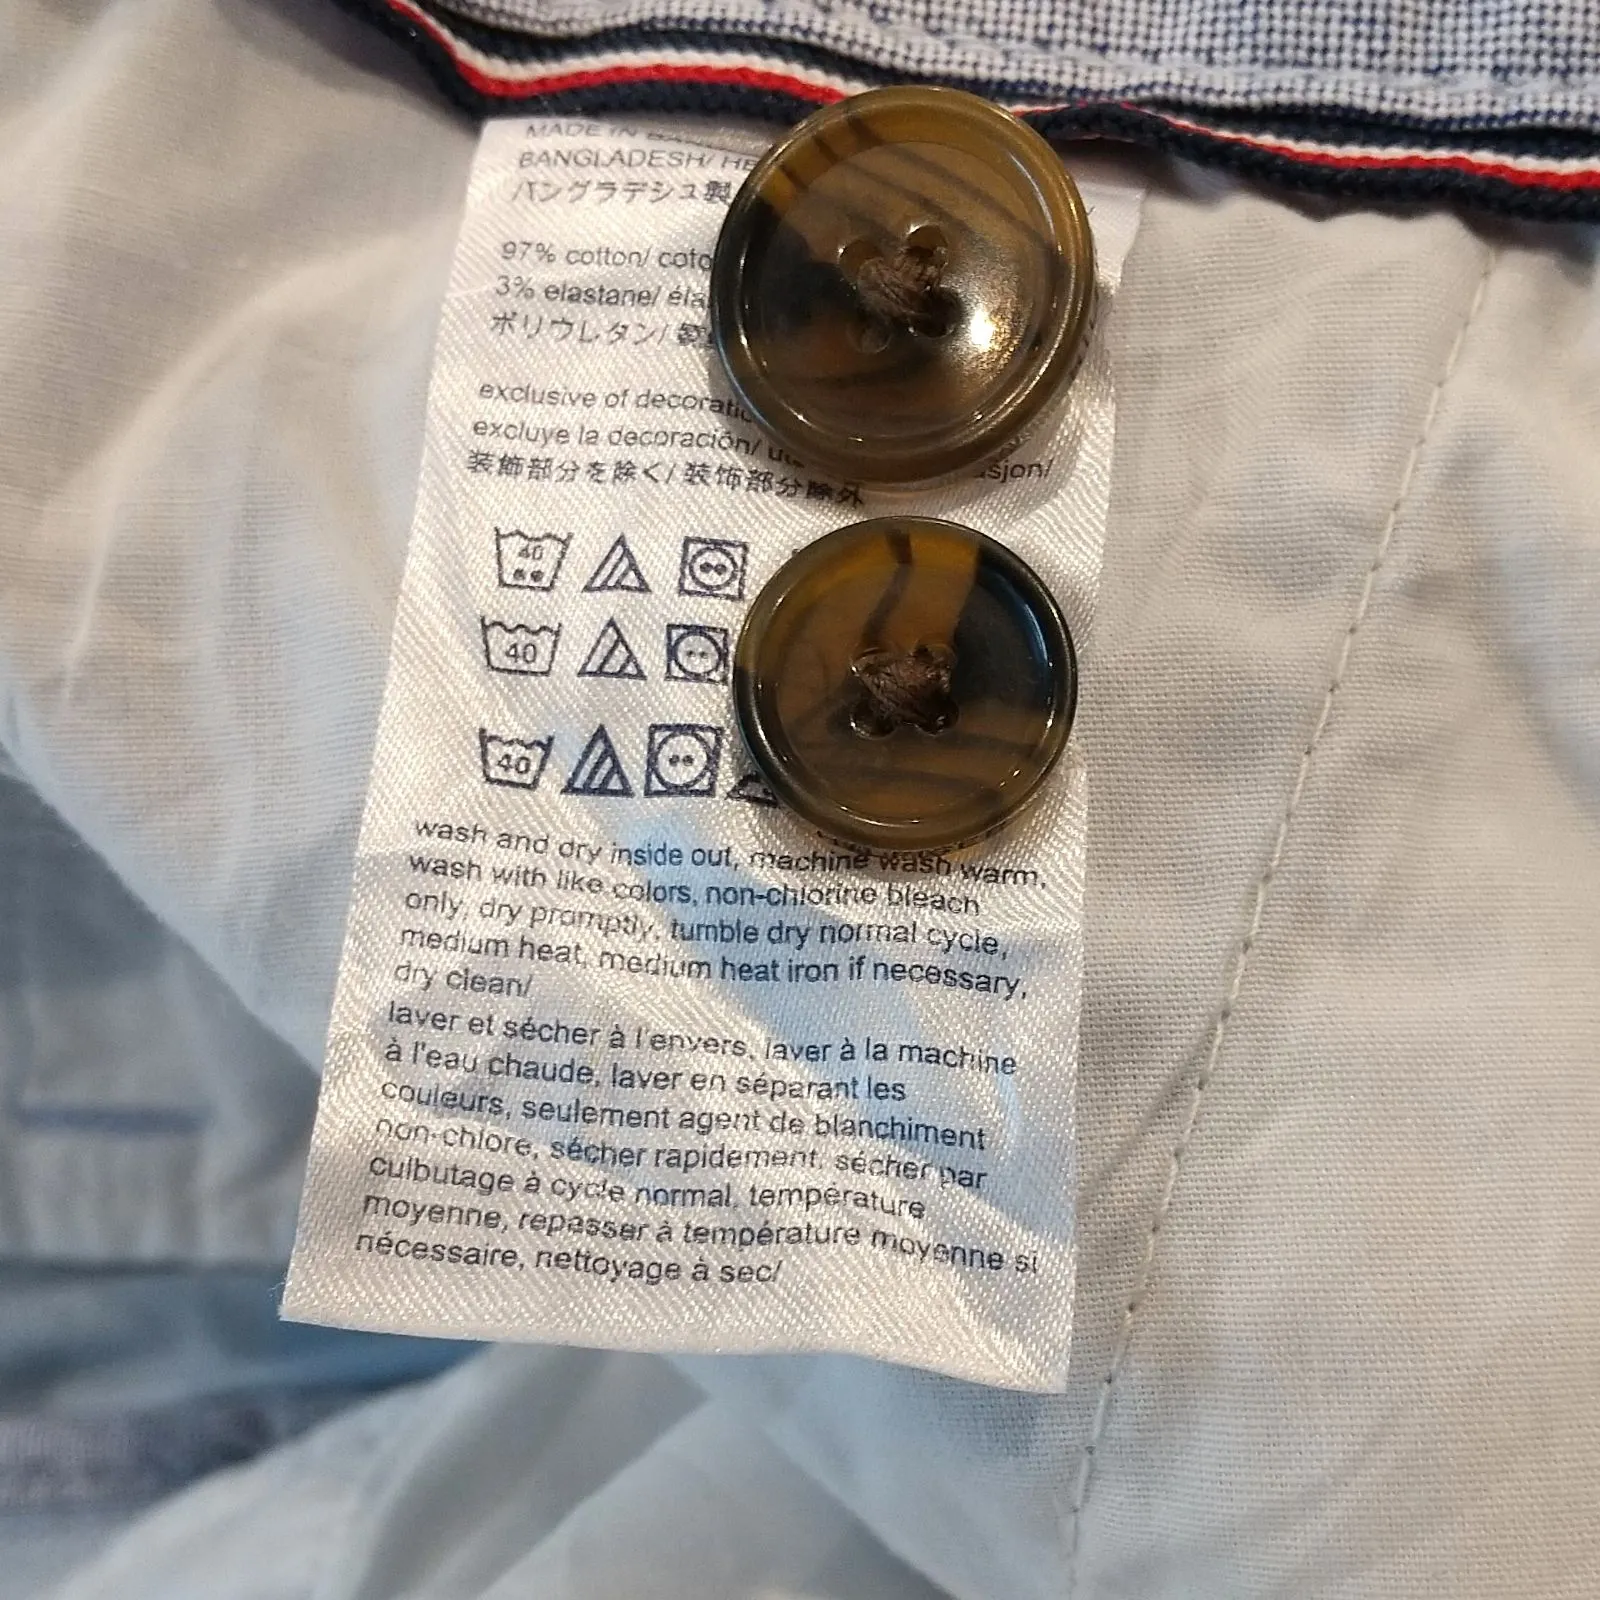 MADE IN
BANGLADESH/
バングラデシュ製
97% cotton/
3% elastane/
ポリウレタン/
exclusive of
excluye la decoración/
装飾部分を除く/ 装饰部分除外
40
40
40
wash and dry inside out, machine wash warm,
wash with like colors, non-chlorine bleach
only, dry promptly, tumble dry normal cycle,
medium heat, medium heat iron if necessary,
dry clean/
laver et sécher à l'envers, laver à la machine
à l'eau chaude, laver en séparant les
couleurs, seulement agent de blanchiment
non-chlore, sécher rapidement, sécher par
culbutage à cycle normal, température
moyenne, repasser à température moyenne si
nécessaire, nettoyage à sec/